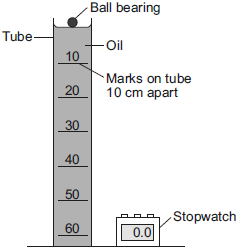 Ball bearing
Tube
Oil
10
Marks on tube
10 cm apart
20
30
40
50
Stopwatch
60
0.0